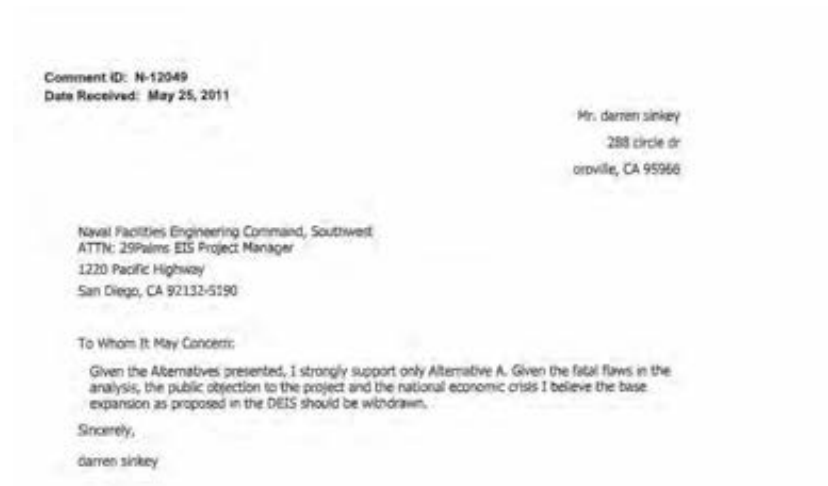 Comment ID: N-12049
Date Received: May 25, 2011
Mr. darren sinkey
288 circle dr
oroville, CA 95966
Naval Facilities Engineering Command, Southwest
ATTN: 29Palms EIS Project Manager
1220 Pacific Highway
San Diego, CA 92132-5190
To Whom It May Concern:
Given the Alternatives presented, I strongly support only Alternative A. Given the fatal flaws in the
analysis, the public objection to the project and the national economic crisis I believe the base
expansion as proposed in the DEIS should be withdrawn.
Sincerely,
darren sinkey